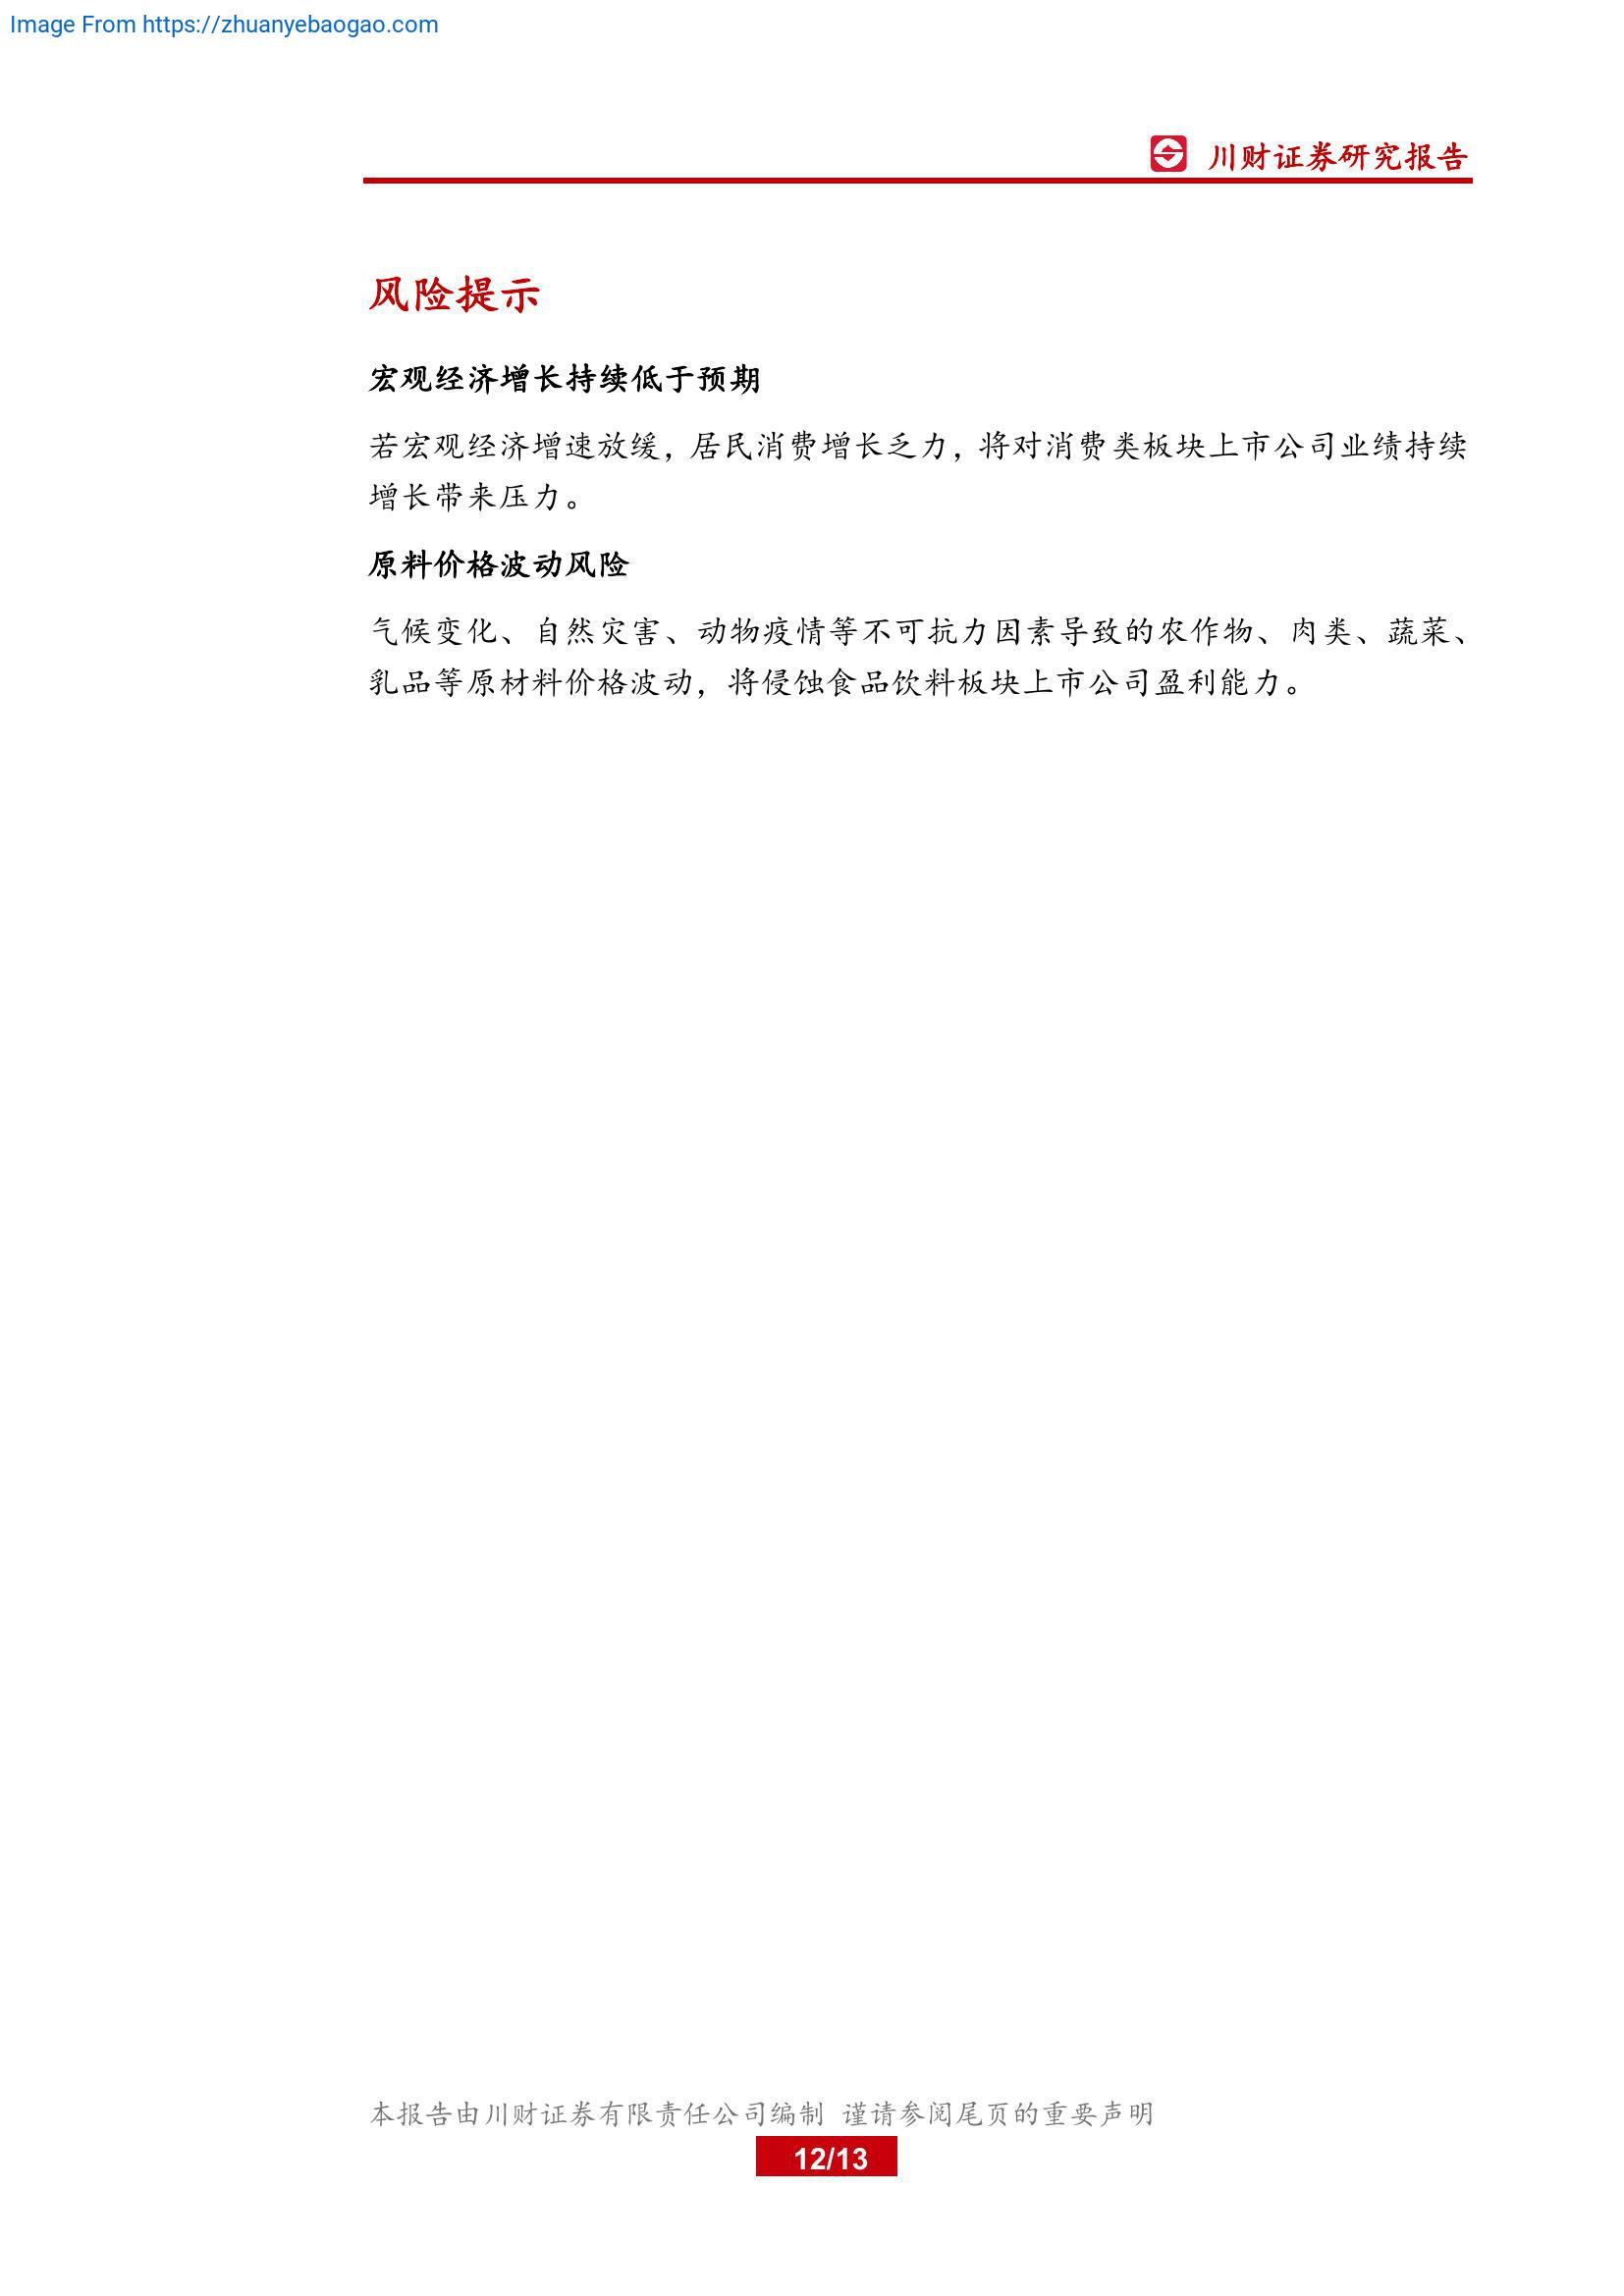 Image From https://zhuanyebaogao.com
川财证券研究报告
风险提示
宏观经济增长持续低于预期
若宏观经济增速放缓，居民消费增长乏力，将对消费类板块上市公司业绩持续
增长带来压力。
原料价格波动风险
气候变化、自然灾害、动物疫情等不可抗力因素导致的农作物、肉类、蔬菜、
乳品等原材料价格波动，将侵蚀食品饮料板块上市公司盈利能力。
本报告由川财证券有限责任公司编制 谨请参阅尾页的重要声明
12/13